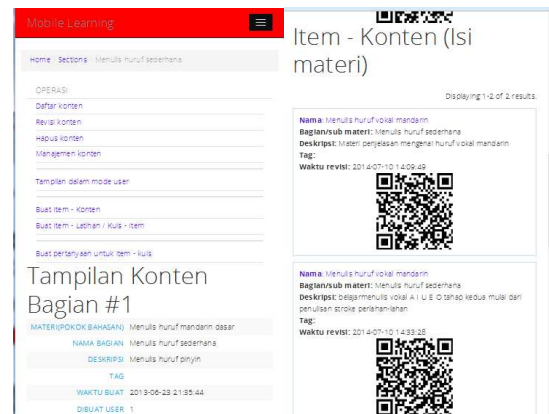 Mobile Learning
Home Sections Menulis huruf sederhana
OPERASI
Daftar konten
Revisi konten
Hapus konten
Manajemen konten
Tampilan dalam mode user
Buat Item - Konten
Buat Item - Latihan / Kuis - Item
Buat pertanyaan untuk Item - kuis
Tampilan Konten
Bagian #1
MATERI(POKOK BAHASAN) Menulis huruf mandarin dasar
NAMA BAGIAN Menulis huruf sederhana
DESKRIPSI Menulis huruf pinyin
TAG
WAKTU BUAT 2013-06-23 21:35:44
DIBUAT USER 1
Item - Konten (Isi
materi)
Displaying 1-2 of 2 results.
Nama: Menulis huruf vokal mandarin
Bagian/sub materi: Menulis huruf sederhana
Deskripsi: Materi penjelasan mengenai huruf vokal mandarin
Tag:
Waktu revisi: 2014-07-10 14:09:49
Nama: Menulis huruf vokal mandarin
Bagian/sub materi: Menulis huruf sederhana
Deskripsi: belajarmenulis vokal A I U E O tahap kedua mulai dari
penulisan stroke perlahan-lahan
Tag:
Waktu revisi: 2014-07-10 14:33:28